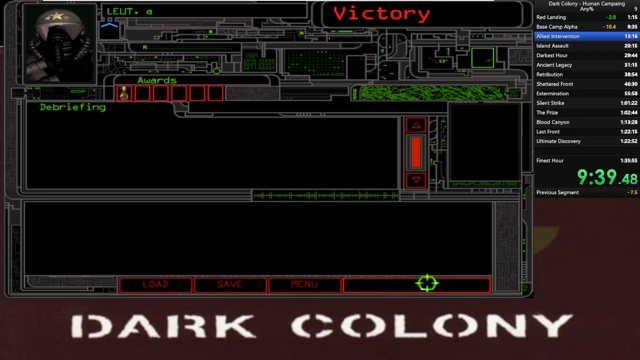 LEUT. a
Victory
R
Awards
Debriefing
LOAD
SAVE
MENU
DARK COLONY
Dark Colony - Human Campaing
Any%
9
Red Landing -2.8 1:15
Base Camp Alpha -10.4 9:35
Allied Intervention 13:16
Island Assault 20:15
Darkest Hour 29:44
Ancient Legacy 31:15
Retribution 38:54
Shattered Front 46:30
Extermination 55:58
Silent Strike 1:01:22
The Prize 1:02:44
Blood Canyon 1:13:28
Last Front 1:22:15
Ultimate Discovery 1:22:52
Finest Hour 1:35:55
9:39.48
Previous Segment -7.5